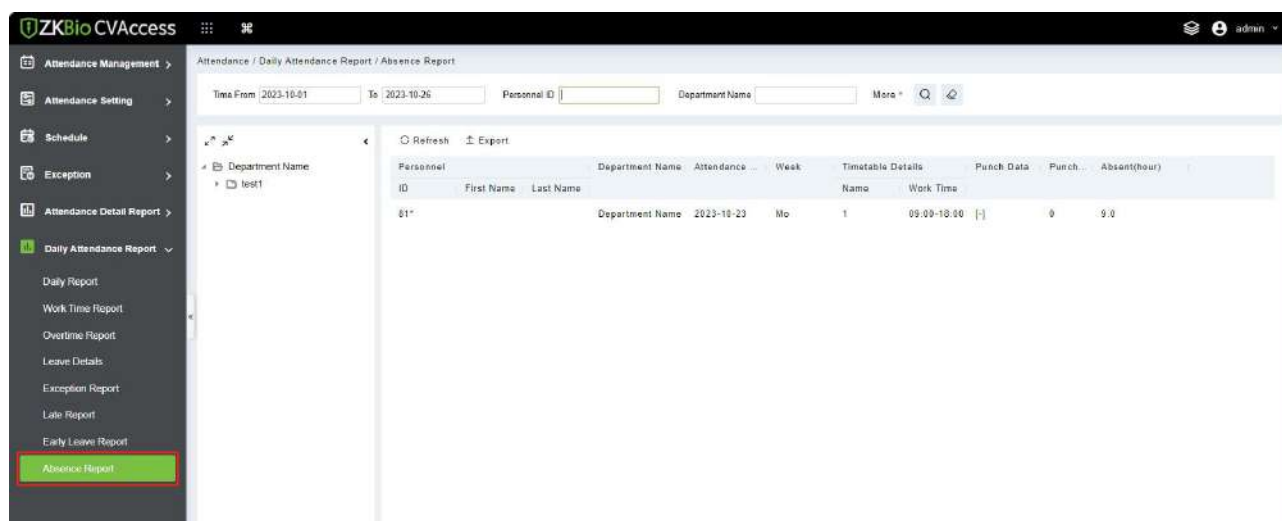 ZKBio CVAccess
admin
Attendance Management
Attendance Setting
Schedule
Exception
Attendance Detail Report
Daily Attendance Report
Daily Report
Work Time Report
Overtime Report
Leave Details
Exception Report
Late Report
Early Leave Report
Absence Report
Attendance / Daily Attendance Report / Absence Report
Time From 2023-10-01 To 2023-10-26 Personnel ID Department Name More
Department Name
test1
Refresh Export
Personnel Department Name Attendance ... Week Timetable Details Punch Data Punch... Absent(hour)
ID First Name Last Name Name Work Time
81* Department Name 2023-10-23 Mo 1 09:00-18:00 [-] 0 9.0